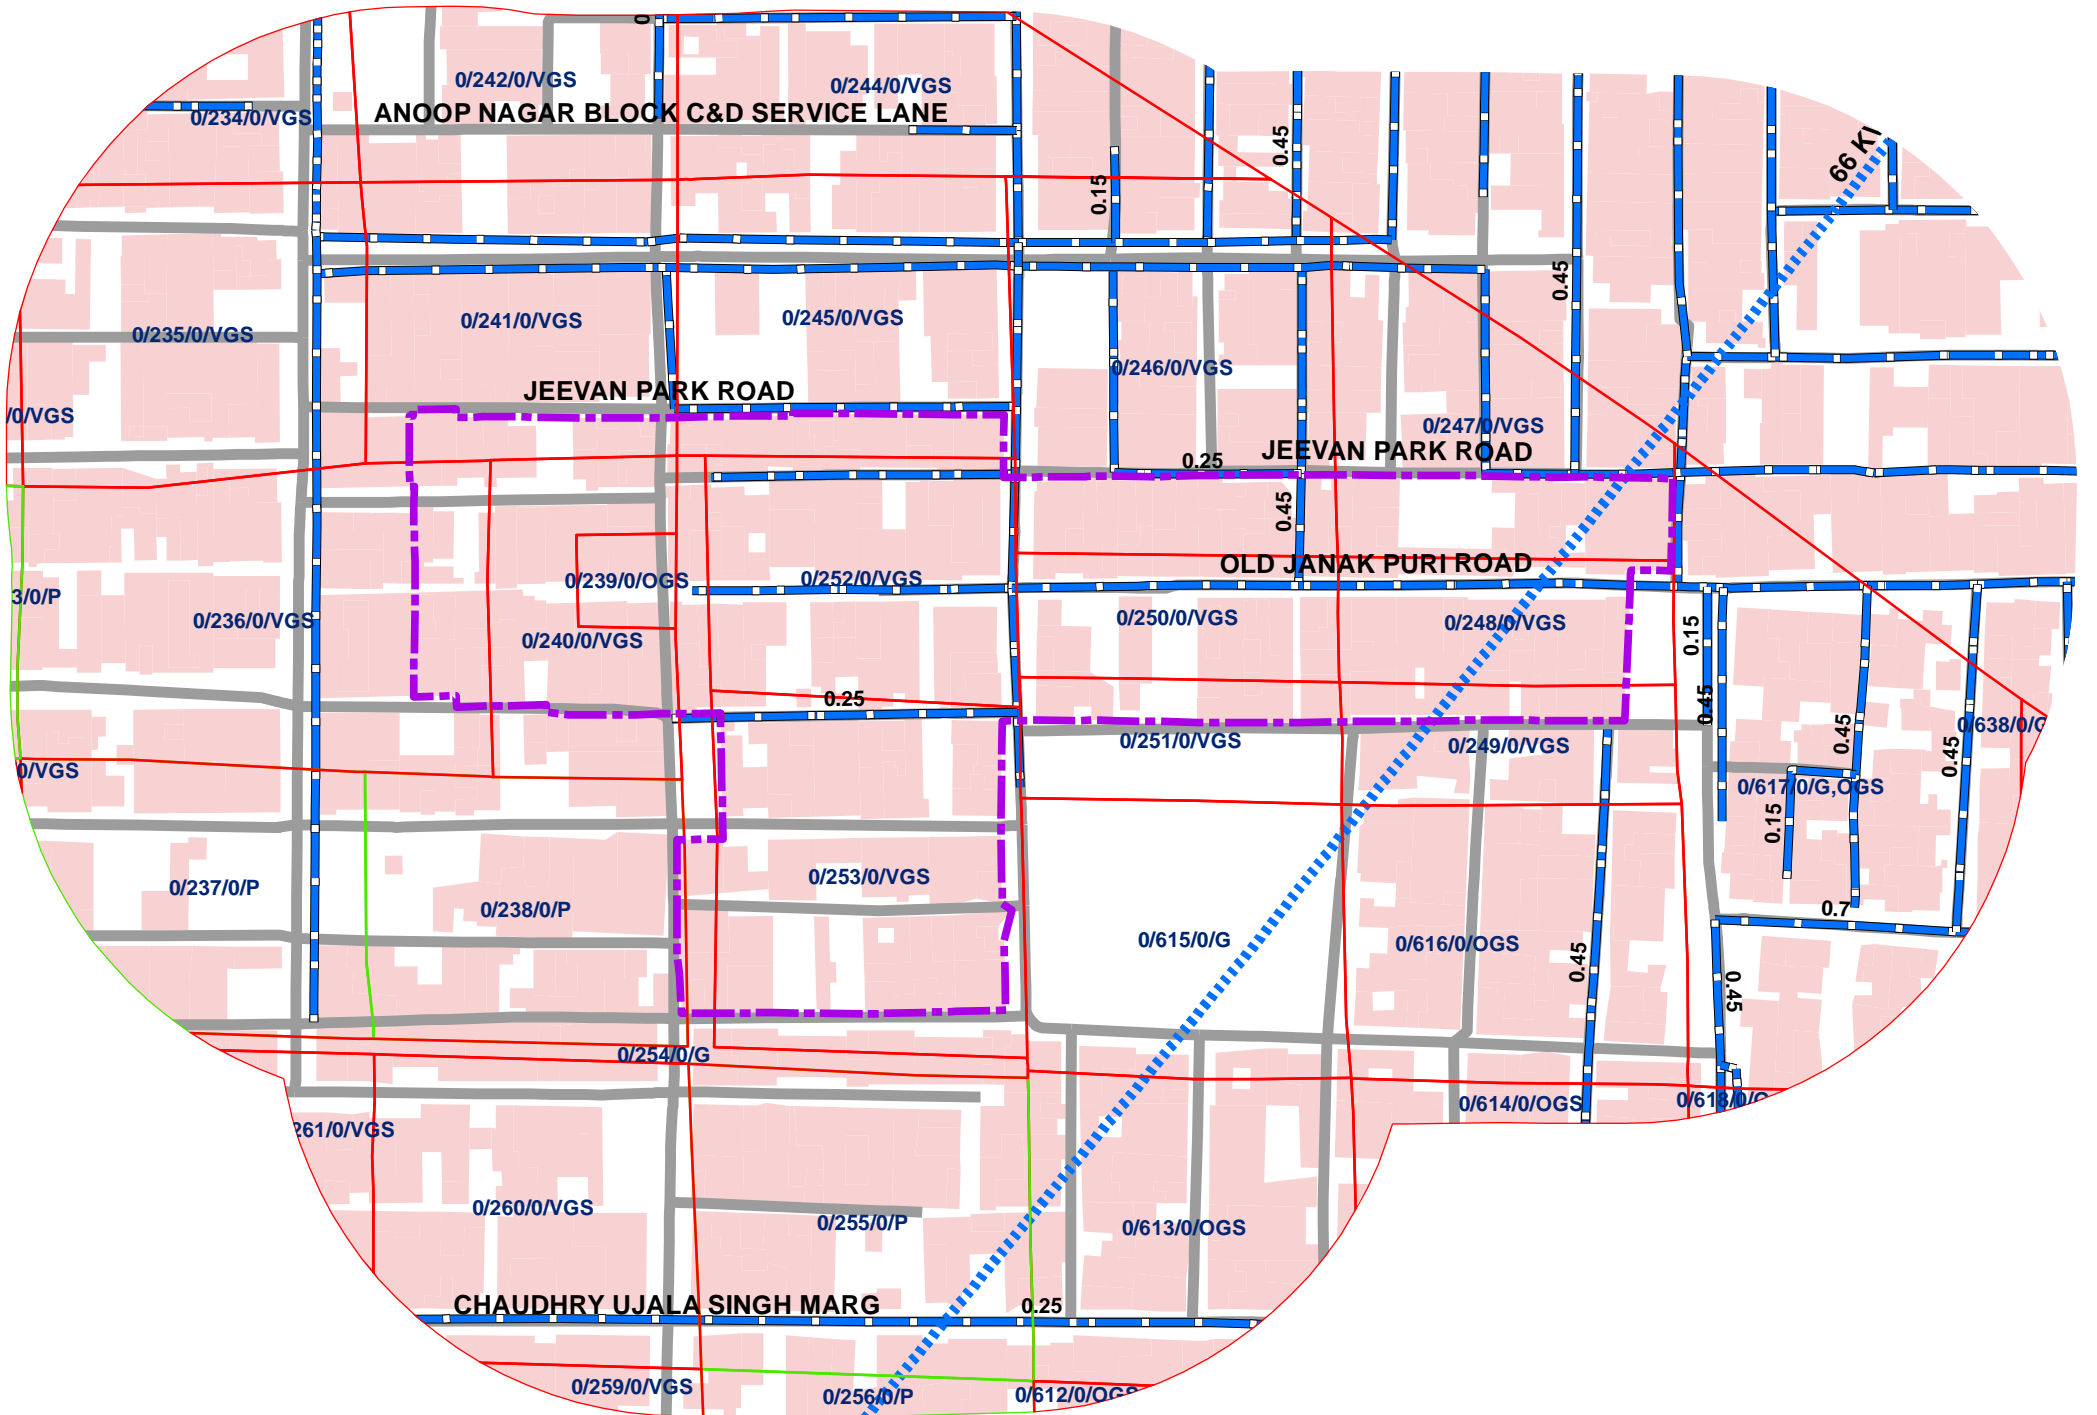 0
0/242/0/VGS
0/244/0/VGS
ANOOP NAGAR BLOCK C&D SERVICE LANE
0/234/0/VGS
0.45
66 KI
0.15
0.45
0/235/0/VGS
0/241/0/VGS
0/245/0/VGS
0/246/0/VGS
JEEVAN PARK ROAD
/0/VGS
0/247/0/VGS
JEEVAN PARK ROAD
0.25
0.45
OLD JANAK PURI ROAD
0/239/0/OGS
0/252/0/VGS
3/0/P
0/236/0/VGS
0/240/0/VGS
0/250/0/VGS
0/248/0/VGS
0.15
0.25
0.45
0/251/0/VGS
0/249/0/VGS
0.45
0.45
0/638/0/G
0/VGS
0/617/0/G,OGS
0.15
0/237/0/P
0/253/0/VGS
0/238/0/P
0.7
0/615/0/G
0/616/0/OGS
0.45
0.45
0/254/0/G
0/614/0/OGS
0/618/0/O
261/0/VGS
0/260/0/VGS
0/255/0/P
0/613/0/OGS
CHAUDHRY UJALA SINGH MARG
0.25
0/259/0/VGS
0/256/0/P
0/612/0/OGS